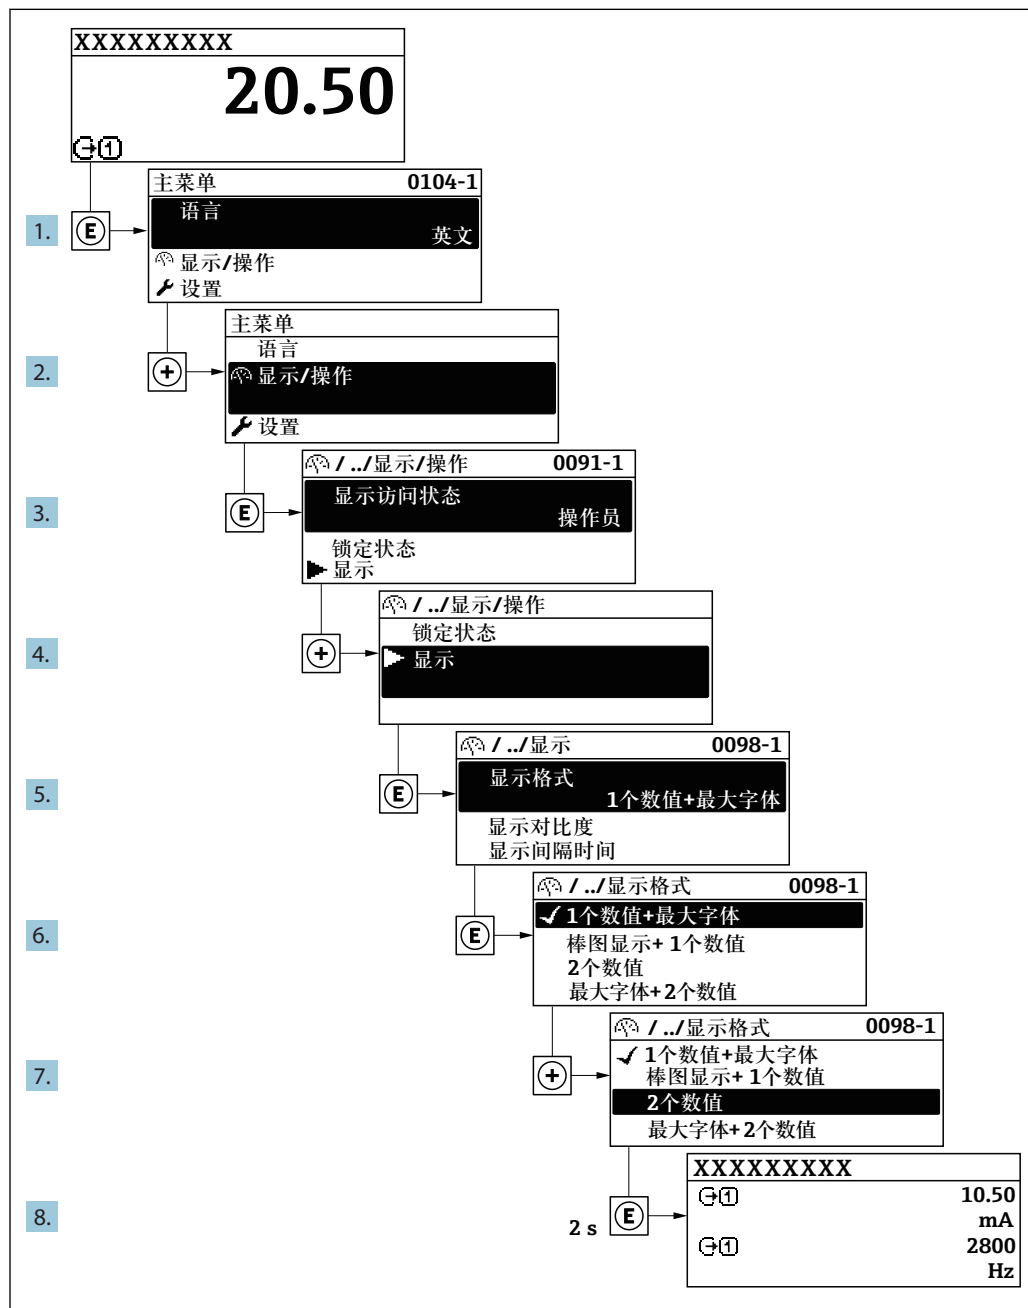 XXXXXXXXX
20.50
1
主菜单 0104-1
1. E
语言
英文
显示/操作
设置
主菜单
语言
2. +
显示/操作
设置
/ ../显示/操作 0091-1
3. E
显示访问状态
操作员
锁定状态
显示
/ ../显示/操作
锁定状态
4. +
显示
/ ../显示 0098-1
5. E
显示格式
1个数值+最大字体
显示对比度
显示间隔时间
/ ../显示格式 0098-1
6. E
1个数值+最大字体
棒图显示+ 1个数值
2个数值
最大字体+2个数值
/ ../显示格式 0098-1
7. +
1个数值+最大字体
棒图显示+ 1个数值
2个数值
最大字体+2个数值
XXXXXXXXX
8. 2 s E
1 10.50
mA
1 2800
Hz